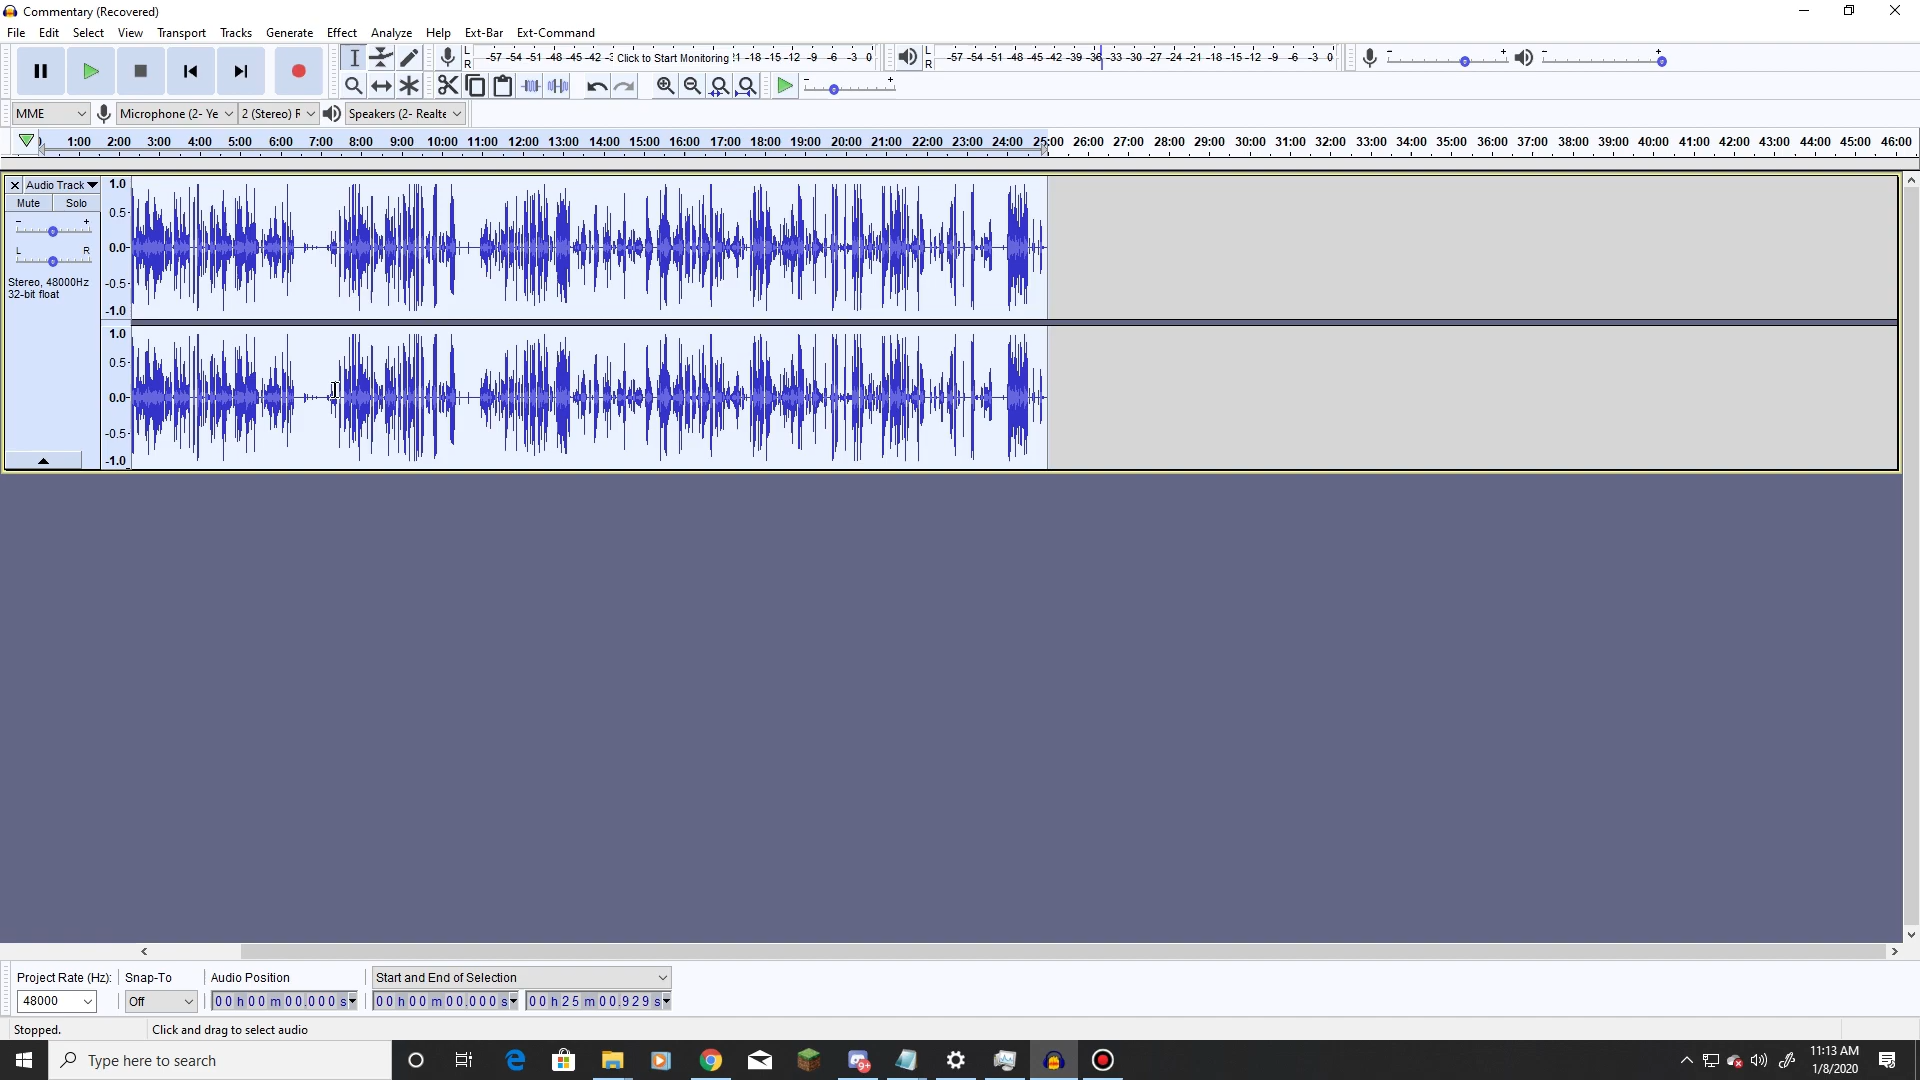 Commentary (Recovered)
File Edit Select View Transport Tracks Generate Effect Analyze Help Ext-Bar Ext-Command
L
R
-57 -54 -51 -48 -45 -42 Click to Start Monitoring -18 -15 -12 -9 -6 -3 0
L
R
-57 -54 -51 -48 -45 -42 -39 -36 -33 -30 -27 -24 -21 -18 -15 -12 -9 -6 -3 0
- +
- +
- +
MME Microphone (2- Ye 2 (Stereo) R Speakers (2- Realte
1:00 2:00 3:00 4:00 5:00 6:00 7:00 8:00 9:00 10:00 11:00 12:00 13:00 14:00 15:00 16:00 17:00 18:00 19:00 20:00 21:00 22:00 23:00 24:00 25:00 26:00 27:00 28:00 29:00 30:00 31:00 32:00 33:00 34:00 35:00 36:00 37:00 38:00 39:00 40:00 41:00 42:00 43:00 44:00 45:00 46:00
Audio Track
Mute Solo
- +
L R
Stereo, 48000Hz
32-bit float
1.0
0.5
0.0
-0.5
-1.0
1.0
0.5
0.0
-0.5
-1.0
Project Rate (Hz): Snap-To Audio Position Start and End of Selection
48000 Off 00 h 00 m 00.000 s 00 h 00 m 00.000 s 00 h 25 m 00.929 s
Stopped. Click and drag to select audio
Type here to search
9+
11:13 AM
1/8/2020